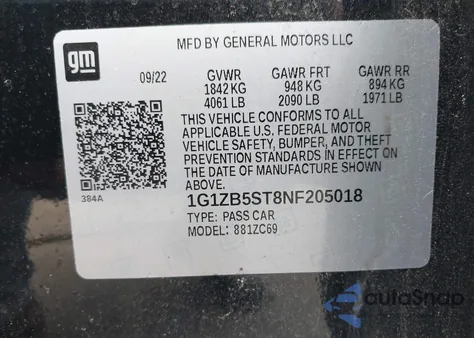 gm
MFD BY GENERAL MOTORS LLC
09/22 GVWR GAWR FRT GAWR RR
1842 KG 948 KG 894 KG
4061 LB 2090 LB 1971 LB
THIS VEHICLE CONFORMS TO ALL
APPLICABLE U.S. FEDERAL MOTOR
VEHICLE SAFETY, BUMPER, AND THEFT
PREVENTION STANDARDS IN EFFECT ON
THE DATE OF MANUFACTURE SHOWN
ABOVE.
384A
1G1ZB5ST8NF205018
TYPE: PASS CAR
MODEL: 881ZC69
autoSnap